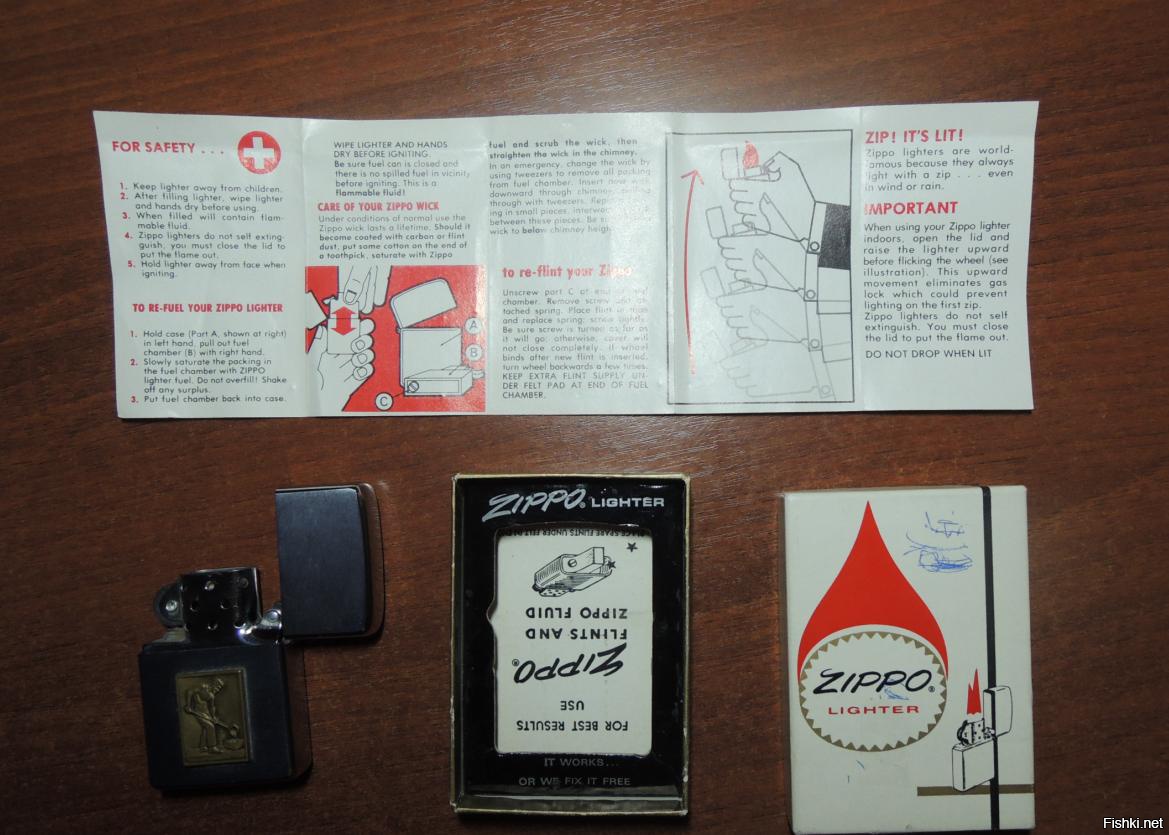 FOR SAFETY . . .
1. Keep lighter away from children.
2. After filling lighter, wipe lighter
and hands dry before using.
3. When filled will contain flam-
mable fluid.
4. Zippo lighters do not self extin-
guish, you must close the lid to
put the flame out.
5. Hold lighter away from face when
igniting.
TO RE-FUEL YOUR ZIPPO LIGHTER
1. Hold case (Part A, shown at right)
in left hand, pull out fuel
chamber (B) with right hand.
2. Slowly saturate the packing in
the fuel chamber with ZIPPO
lighter fuel. Do not overfill! Shake
off any surplus.
3. Put fuel chamber back into case.
WIPE LIGHTER AND HANDS
DRY BEFORE IGNITING.
Be sure fuel can is closed and
there is no spilled fuel in vicinity
before igniting. This is a
flammable fluid!
CARE OF YOUR ZIPPO WICK
Under conditions of normal use the
Zippo wick lasts a lifetime. Should it
become coated with carbon or flint
dust, put some cotton on the end of
a toothpick, saturate with Zippo
A
B
C
fuel and scrub the wick, then
straighten the wick in the chimney.
In an emergency, change the wick by
using tweezers to remove all packing
from fuel chamber. Insert new wick
downward through chimney, pulling
through with tweezers.
ing in small pieces,
between these pieces. Be
wick to below chimney
to re-flint your Zippo
Unscrew part C at end of fuel
chamber. Remove screw and at-
tached spring. Place flint in tube
and replace spring; screw tightly.
Be sure screw is turned as far as
it will go; otherwise, cover will
not close completely. If wheel
binds after new flint is inserted,
turn wheel backwards a few times.
KEEP EXTRA FLINT SUPPLY UN-
DER FELT PAD AT END OF FUEL
CHAMBER.
ZIP! IT'S LIT!
Zippo lighters are world-
famous because they always
light with a zip . . . even
in wind or rain.
IMPORTANT
When using your Zippo lighter
indoors, open the lid and
raise the lighter upward
before flicking the wheel (see
illustration). This upward
movement eliminates gas
lock which could prevent
lighting on the first zip.
Zippo lighters do not self
extinguish. You must close
the lid to put the flame out.
DO NOT DROP WHEN LIT
ZIPPO® LIGHTER
FOR BEST RESULTS
USE
ZIPPO®
FLINTS AND
ZIPPO FLUID
PLACE SPARE FLINTS UNDER FELT
IT WORKS...
OR WE FIX IT FREE
ZIPPO®
LIGHTER
Fishki.net